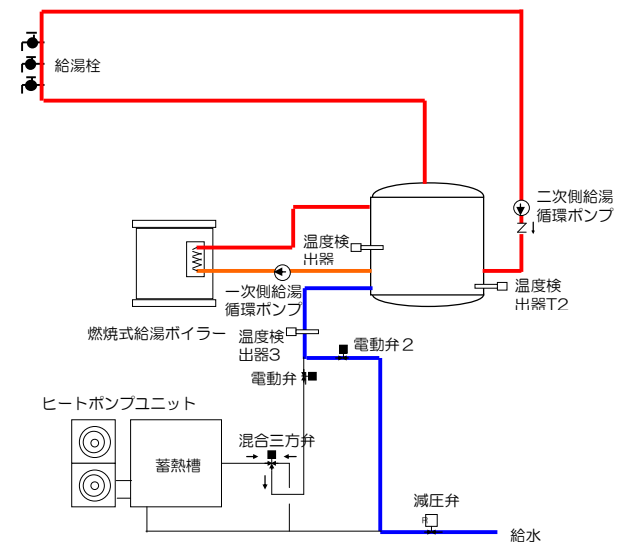 給湯栓
二次側給湯
循環ポンプ
Z
温度検
出器
温度検
出器T2
一次側給湯
循環ポンプ
燃焼式給湯ボイラー
温度検
出器3
電動弁2
電動弁
ヒートポンプユニット
混合三方弁
蓄熱槽
減圧弁
P
給水